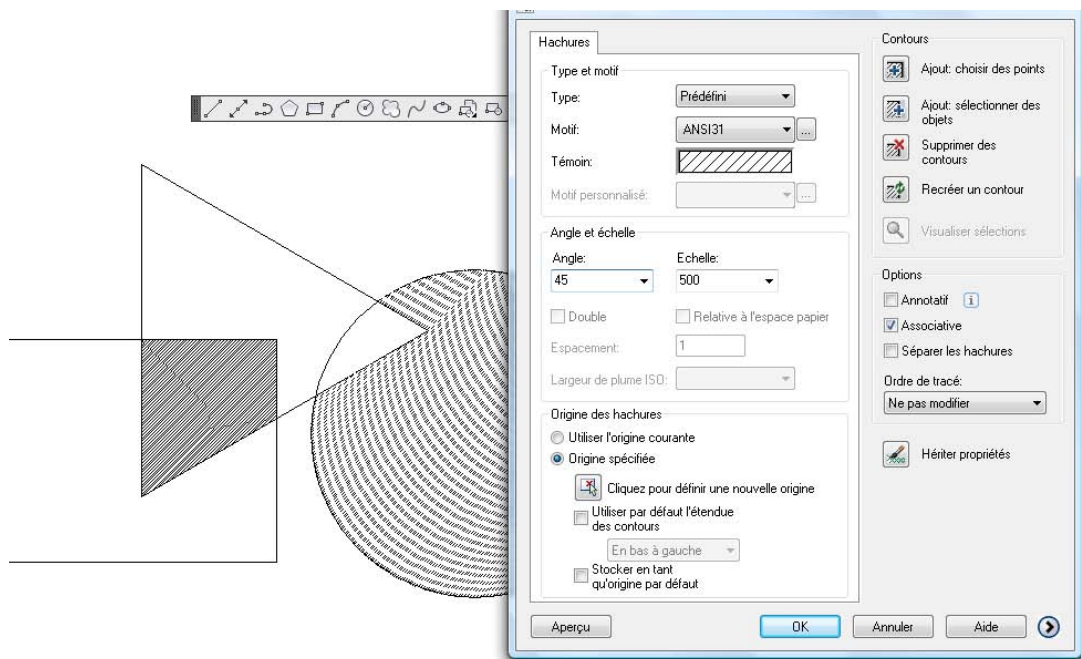 Hachures
Type et motif
Type:
Prédéfini
Motif:
ANSI31
...
Témoin:
Motif personnalisé:
...
Angle et échelle
Angle:
Echelle:
45
500
Double
Relative à l'espace papier
Espacement:
1
Largeur de plume ISO:
Origine des hachures
Utiliser l'origine courante
Origine spécifiée
Cliquez pour définir une nouvelle origine
Utiliser par défaut l'étendue
des contours
En bas à gauche
Stocker en tant
qu'origine par défaut
Contours
Ajout: choisir des points
Ajout: sélectionner des
objets
Supprimer des
contours
Recréer un contour
Visualiser sélections
Options
Annotatif
i
Associative
Séparer les hachures
Ordre de tracé:
Ne pas modifier
Hériter propriétés
Aperçu
OK
Annuler
Aide